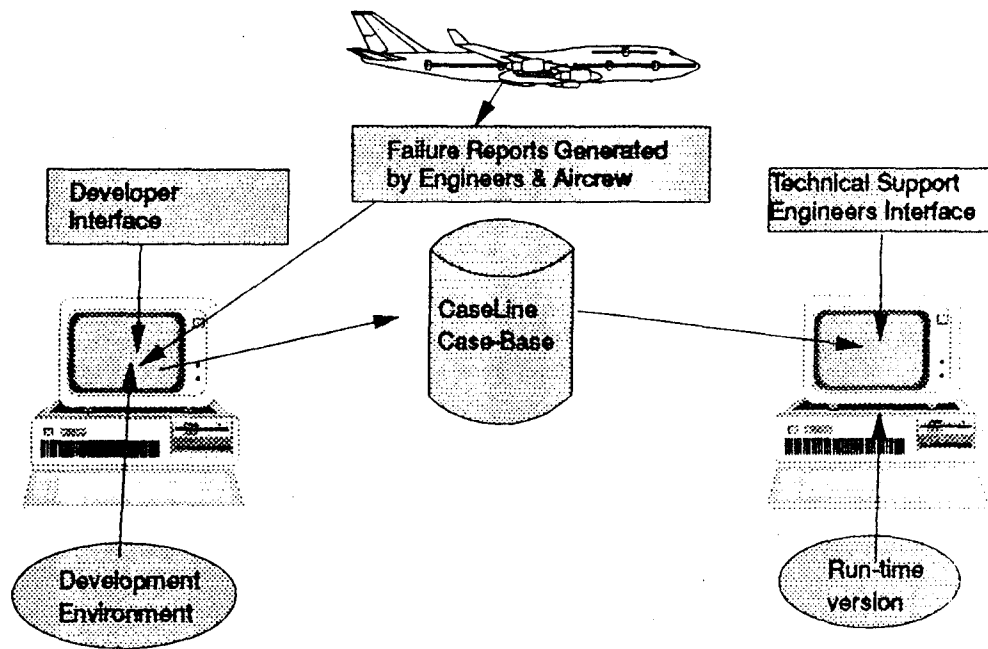 Failure Reports Generated
by Engineers & Aircrew
Developer
Interface
Technical Support
Engineers Interface
CaseLine
Case-Base
Development
Environment
Run-time
version